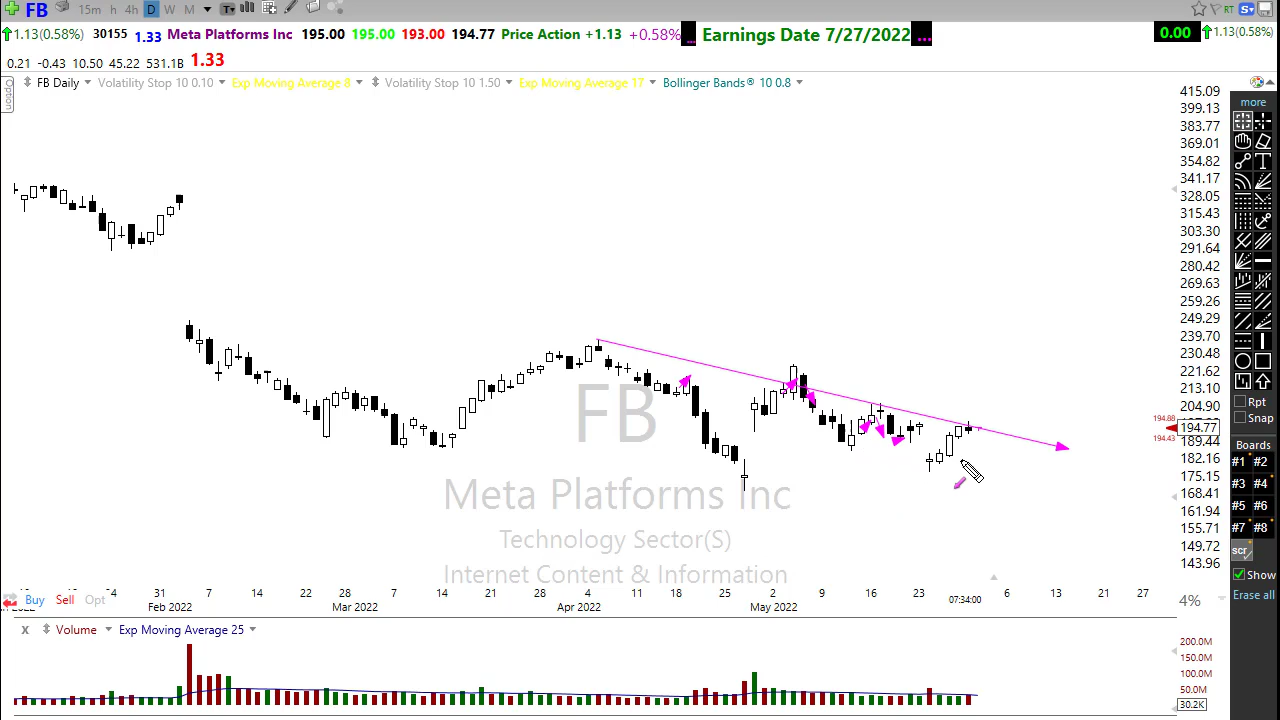 FB 15m h 4h D W M T RT S
1.13(0.58%) 30155 1.33 Meta Platforms Inc 195.00 195.00 193.00 194.77 Price Action +1.13 +0.58% ... Earnings Date 7/27/2022 ... 0.00 1.13(0.58%)
0.21 -0.43 10.50 45.22 531.1B 1.33
Option
FB Daily Volatility Stop 10 0.10 Exp Moving Average 8 Volatility Stop 10 1.50 Exp Moving Average 17 Bollinger Bands® 10 0.8
415.09
399.13
383.77
369.01
354.82
341.17
328.05
315.43
303.30
291.64
280.42
269.63
259.26
249.29
239.70
230.48
221.62
213.10
204.90
194.88
194.77
194.43
189.44
182.16
175.15
168.41
161.94
155.71
149.72
143.96
4%
FB
Meta Platforms Inc
Technology Sector(S)
Internet Content & Information
Buy Sell Opt
31 7 14 28 7 14 21 28 4 11 18 25 2 9 16 23 07:34:00 6 13 21 27
Feb 2022 Mar 2022 Apr 2022 May 2022
x Volume Exp Moving Average 25
200.0M
150.0M
100.0M
50.0M
30.2K
more
T
Rpt
Snap
Boards
#1 #2
#3 #4
#5 #6
#7 #8
scr
Show
Erase all